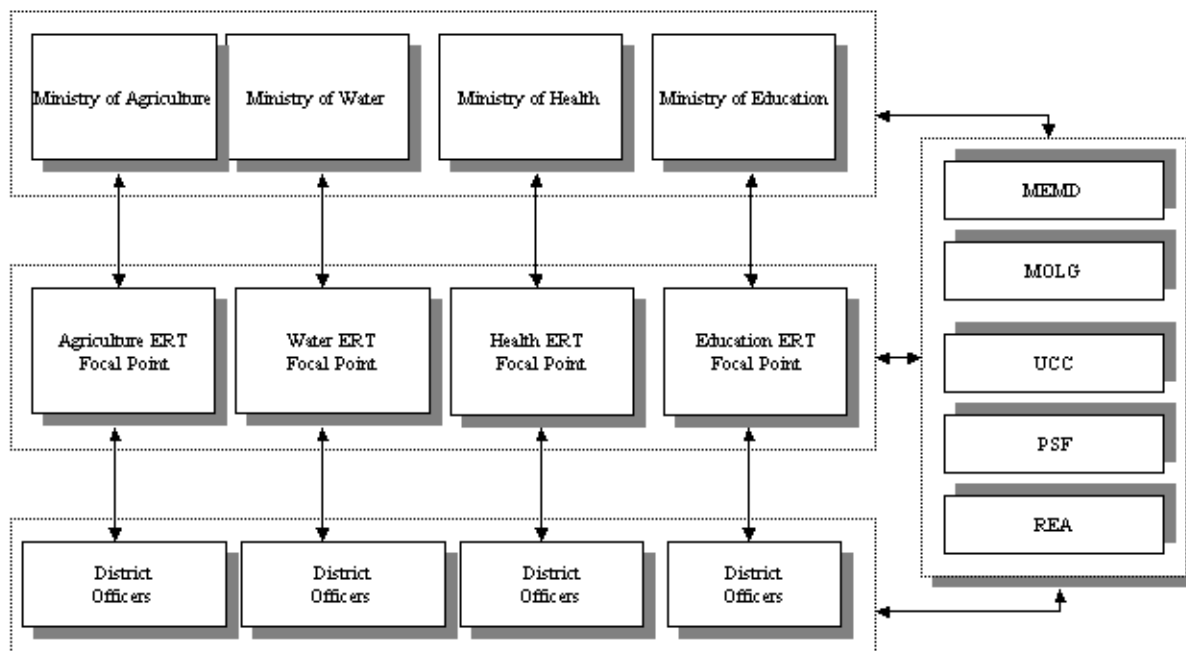 Ministry of Agriculture
Ministry of Water
Ministry of Health
Ministry of Education
MEMD
MOLG
UCC
PSF
REA
Agriculture ERT
Focal Point
Water ERT
Focal Point
Health ERT
Focal Point
Education ERT
Focal Point
District
Officers
District
Officers
District
Officers
District
Officers